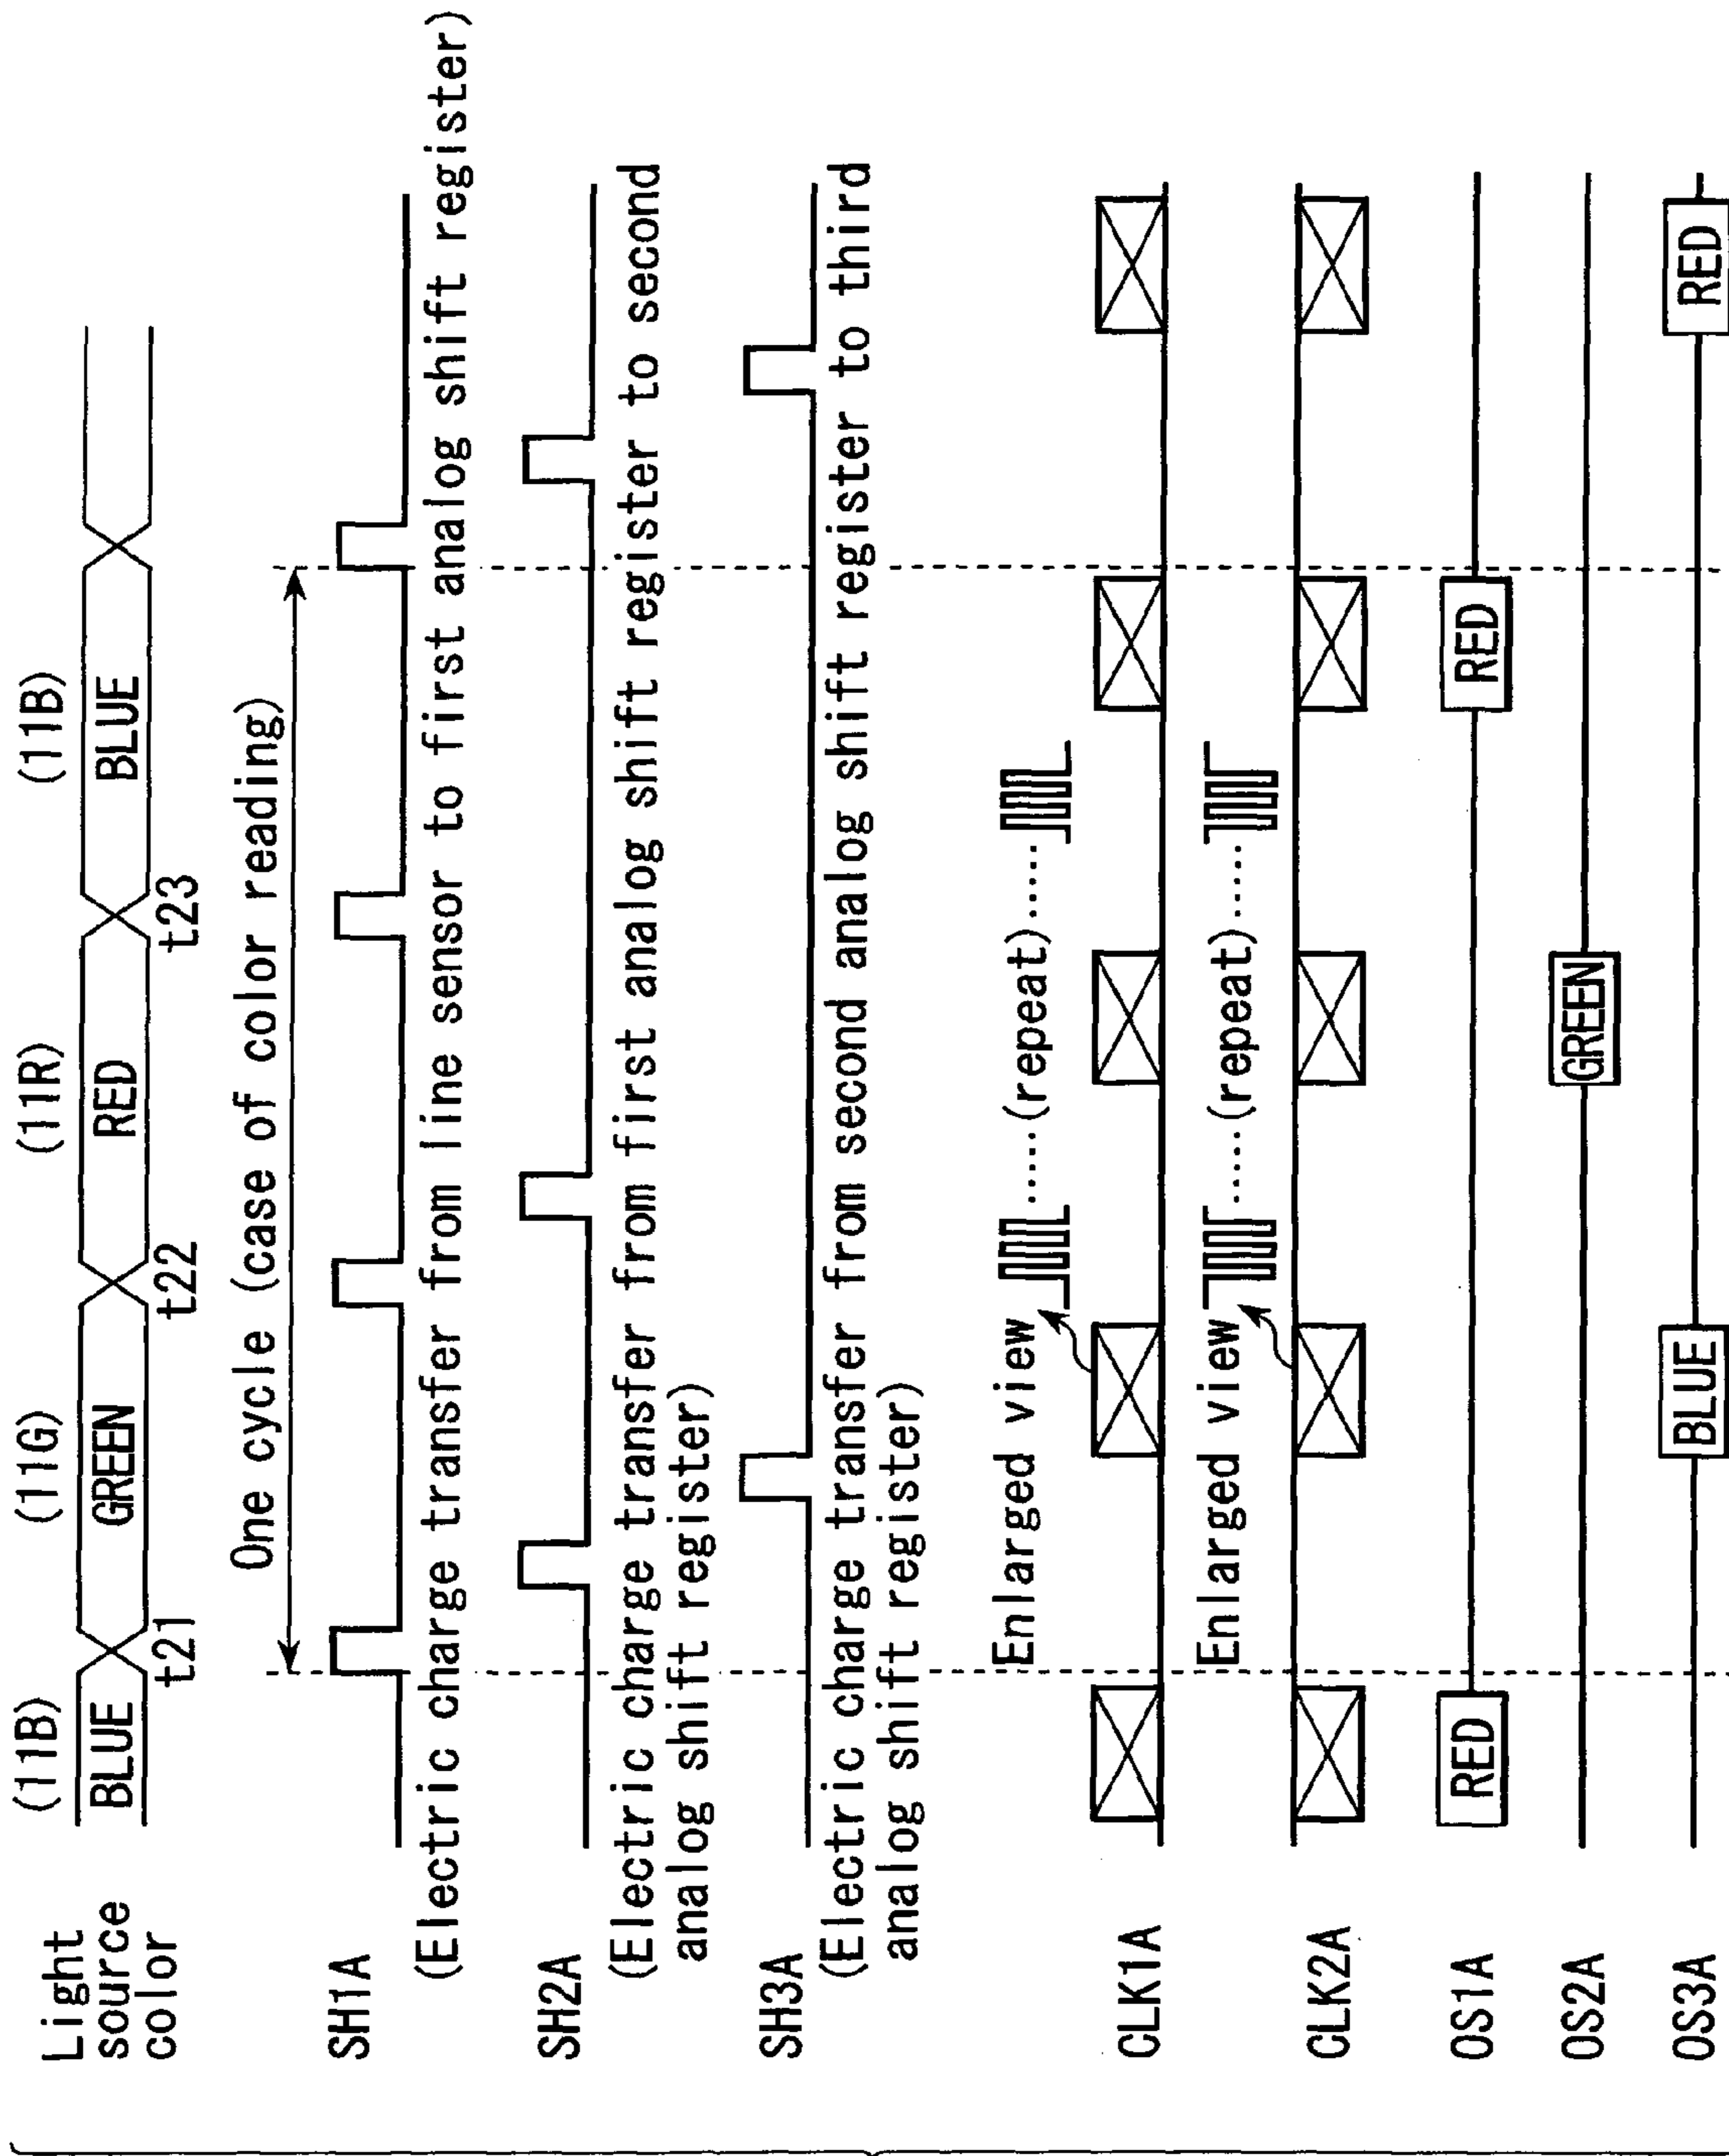 Light
source
color
(11B) (11G) (11R) (11B)
BLUE GREEN RED BLUE
t21 t22 t23
One cycle (case of color reading)
SH1A
(Electric charge transfer from line sensor to first analog shift register)
SH2A
(Electric charge transfer from first analog shift register to second
analog shift register)
SH3A
(Electric charge transfer from second analog shift register to third
analog shift register)
Enlarged view ·····(repeat)·····
CLK1A
Enlarged view ·····(repeat)·····
CLK2A
OS1A RED RED
OS2A GREEN
OS3A BLUE RED